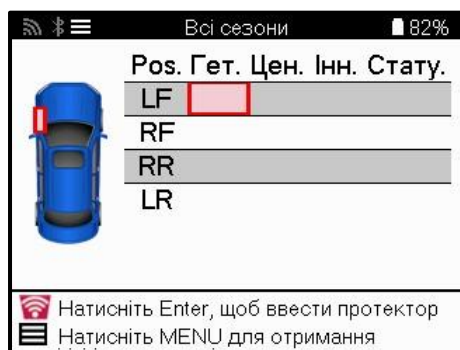 Всі сезони 82%
Pos. Гет. Цен. Інн. Стату.
LF
RF
RR
LR
Натисніть Enter, щоб ввести протектор
Натисніть MENU для отримання